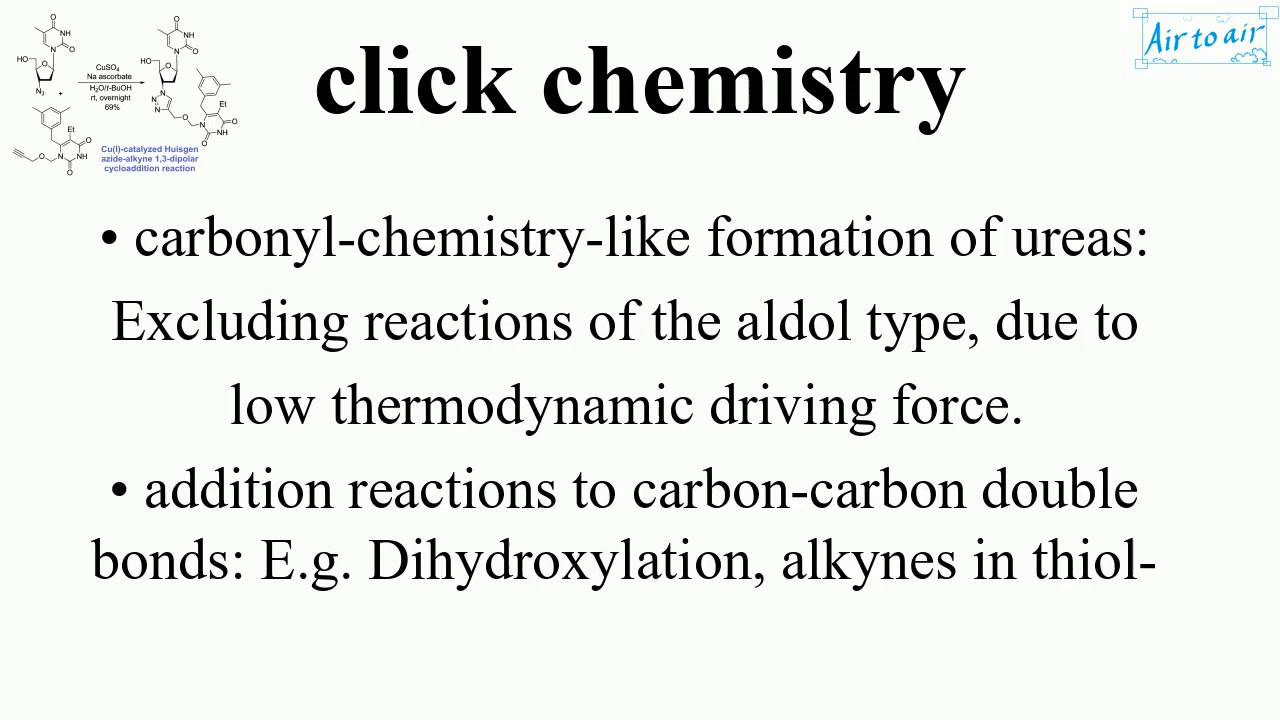 click chemistry
Air to air
CuSO4
Na ascorbate
H2O/t-BuOH
rt, overnight
69%
Cu(I)-catalyzed Huisgen
azide-alkyne 1,3-dipolar
cycloaddition reaction
• carbonyl-chemistry-like formation of ureas:
Excluding reactions of the aldol type, due to
low thermodynamic driving force.
• addition reactions to carbon-carbon double
bonds: E.g. Dihydroxylation, alkynes in thiol-